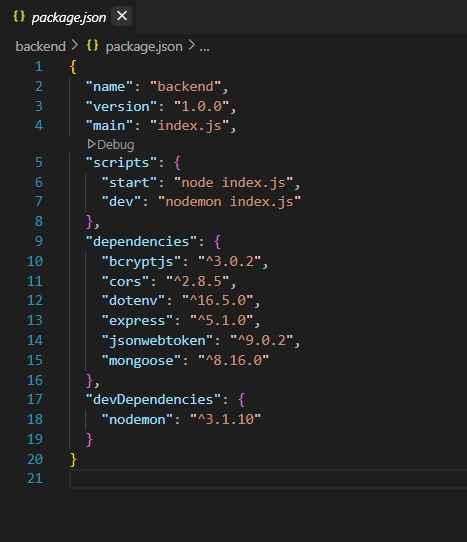 {} package.json ×
backend > {} package.json > ...
1 {
2 "name": "backend",
3 "version": "1.0.0",
4 "main": "index.js",
Debug
5 "scripts": {
6 "start": "node index.js",
7 "dev": "nodemon index.js"
8 },
9 "dependencies": {
10 "bcryptjs": "^3.0.2",
11 "cors": "^2.8.5",
12 "dotenv": "^16.5.0",
13 "express": "^5.1.0",
14 "jsonwebtoken": "^9.0.2",
15 "mongoose": "^8.16.0"
16 },
17 "devDependencies": {
18 "nodemon": "^3.1.10"
19 }
20 }
21